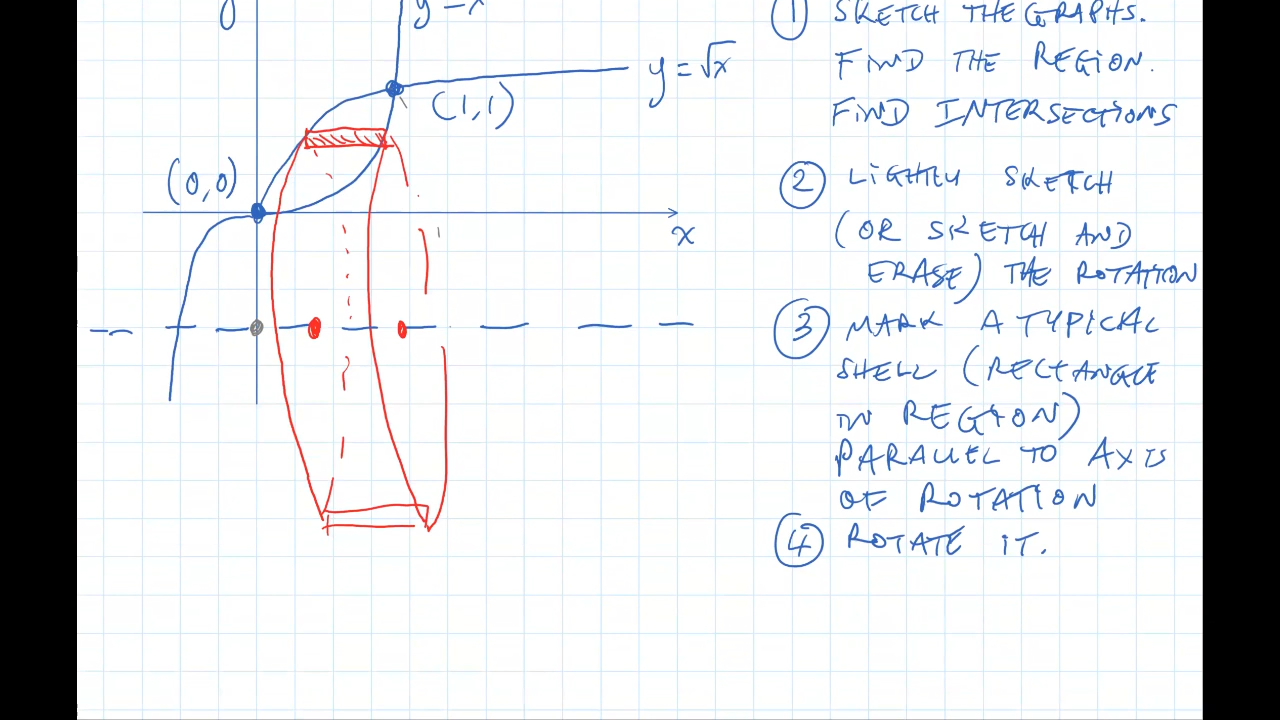 y = √x
(1,1)
(0,0)
x
① SKETCH THE GRAPHS.
FIND THE REGION.
FIND INTERSECTIONS
② LIGHTLY SKETCH
(OR SKETCH AND
ERASE) THE ROTATION
③ MARK A TYPICAL
SHELL (RECTANGLE
IN REGION)
PARALLEL TO AXIS
OF ROTATION
④ ROTATE IT.